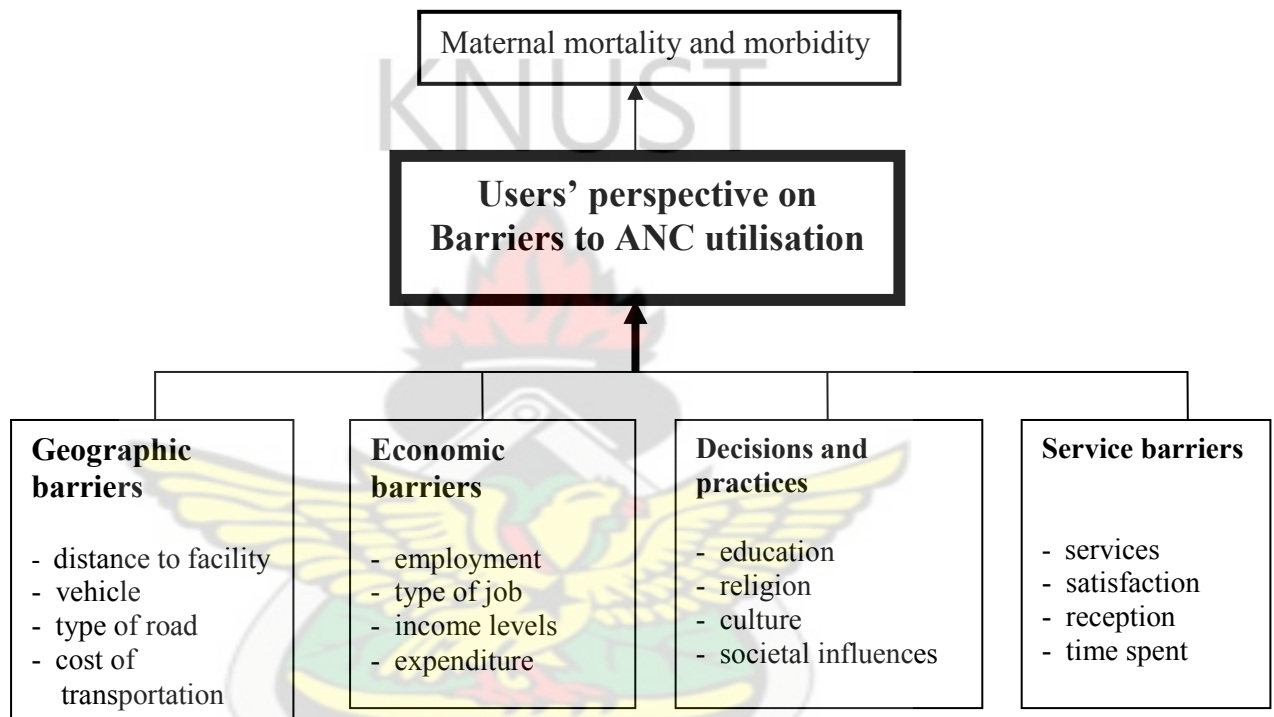 Maternal mortality and morbidity
KNUST
Users’ perspective on
Barriers to ANC utilisation
Geographic
barriers
- distance to facility
- vehicle
- type of road
- cost of
transportation
Economic
barriers
- employment
- type of job
- income levels
- expenditure
Decisions and
practices
- education
- religion
- culture
- societal influences
Service barriers
- services
- satisfaction
- reception
- time spent